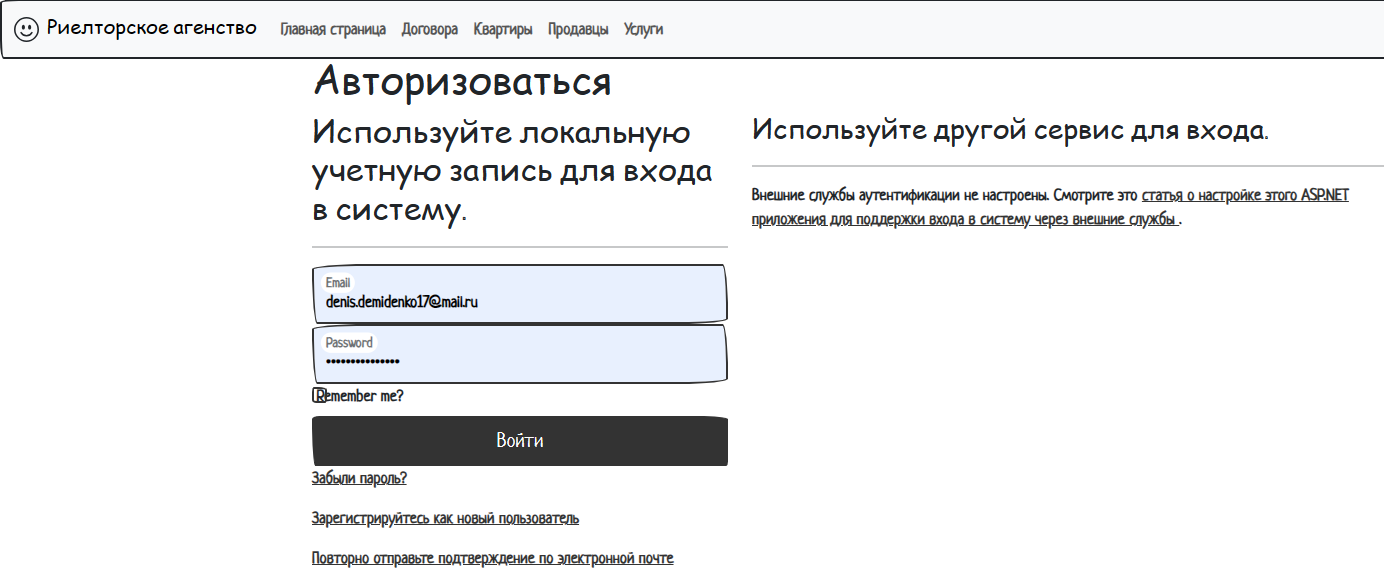 Риелторское агенство Главная страница Договора Квартиры Продавцы Услуги
Авторизоваться
Используйте локальную
учетную запись для входа
в систему.
Email
denis.demidenko17@mail.ru
Password
•••••••••••••••
Remember me?
Войти
Забыли пароль?
Зарегистрируйтесь как новый пользователь
Повторно отправьте подтверждение по электронной почте
Используйте другой сервис для входа.
Внешние службы аутентификации не настроены. Смотрите это статья о настройке этого ASP.NET
приложения для поддержки входа в систему через внешние службы .